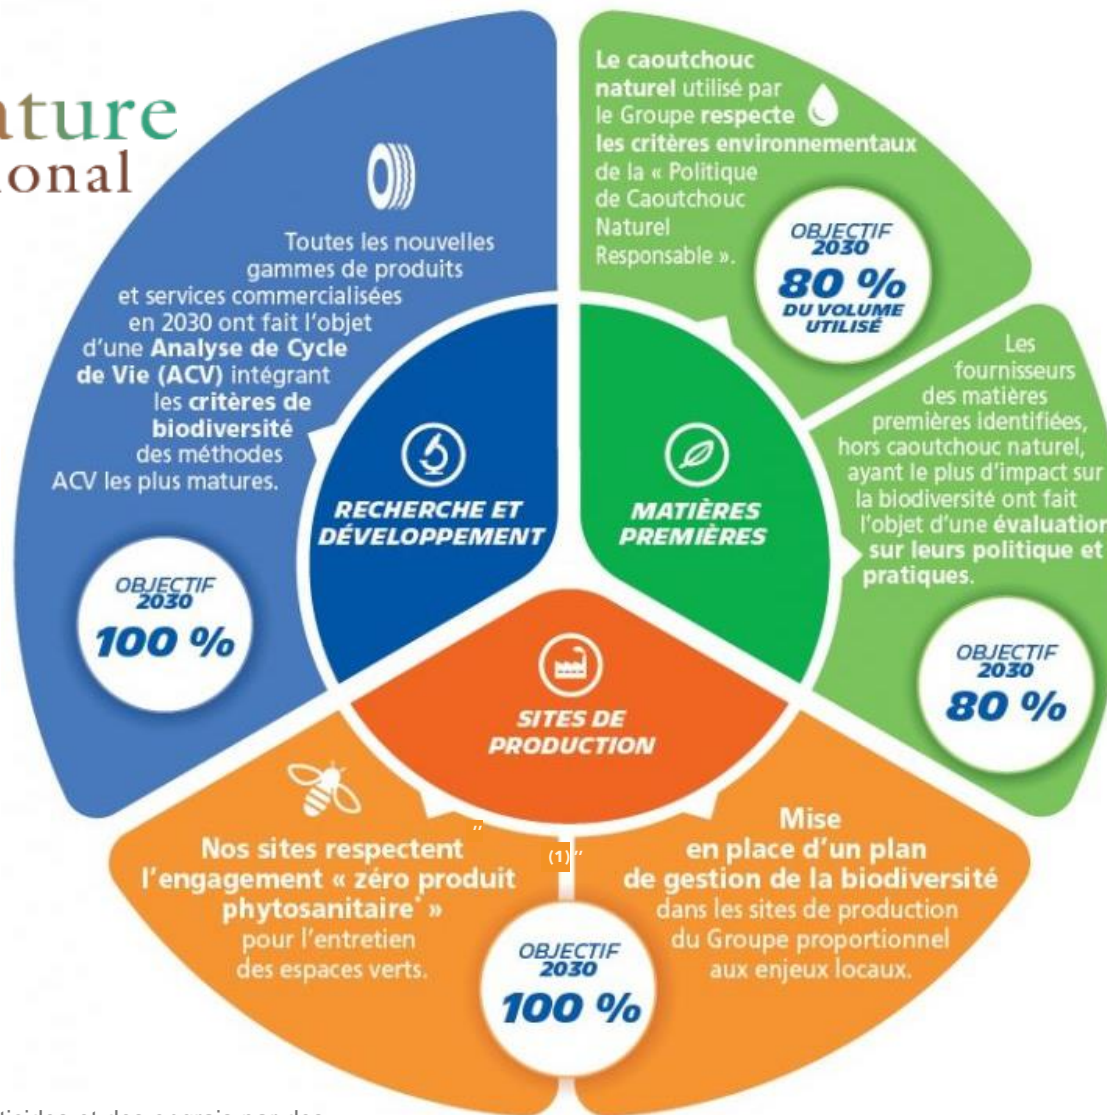 ature
ional
Toutes les nouvelles
gammes de produits
et services commercialisées
en 2030 ont fait l'objet
d'une Analyse de Cycle
de Vie (ACV) intégrant
les critères de
biodiversité
des méthodes
ACV les plus matures.
OBJECTIF
2030
100 %
RECHERCHE ET
DÉVELOPPEMENT
Le caoutchouc
naturel utilisé par
le Groupe respecte
les critères environnementaux
de la « Politique
de Caoutchouc
Naturel
Responsable ».
OBJECTIF
2030
80 %
DU VOLUME
UTILISÉ
MATIÈRES
PREMIÈRES
Les
fournisseurs
des matières
premières identifiées,
hors caoutchouc naturel,
ayant le plus d'impact sur
la biodiversité ont fait
l'objet d'une évaluation
sur leurs politique et
pratiques.
OBJECTIF
2030
80 %
SITES DE
PRODUCTION
"
(1)"
Nos sites respectent
l'engagement « zéro produit
phytosanitaire* »
pour l'entretien
des espaces verts.
OBJECTIF
2030
100 %
Mise
en place d'un plan
de gestion de la biodiversité
dans les sites de production
du Groupe proportionnel
aux enjeux locaux.